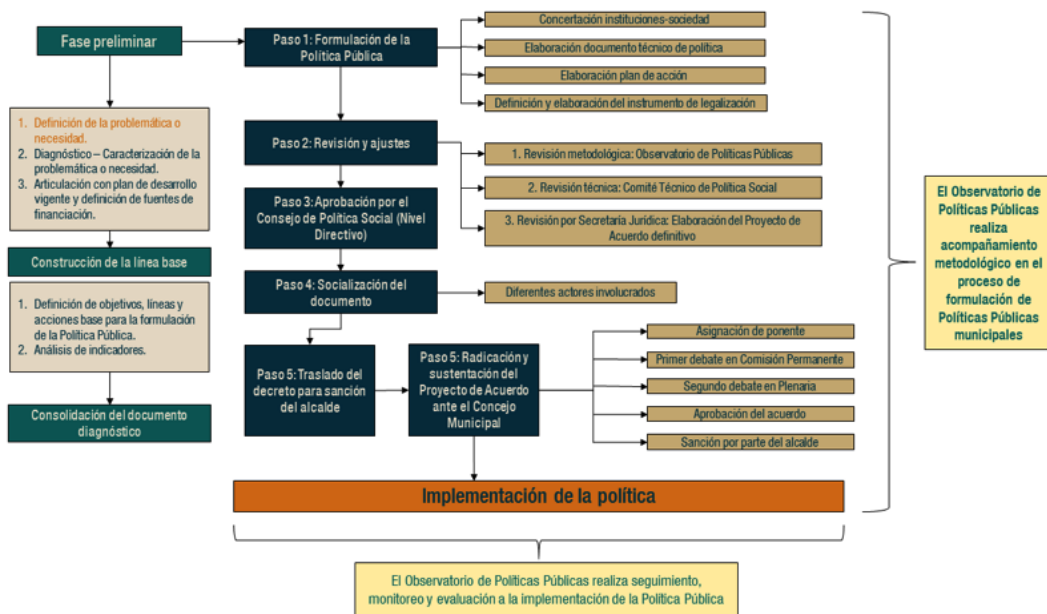 Fase preliminar
1. Definición de la problemática o
necesidad.
2. Diagnóstico – Caracterización de la
problemática o necesidad.
3. Articulación con plan de desarrollo
vigente y definición de fuentes de
financiación.
Construcción de la línea base
1. Definición de objetivos, líneas y
acciones base para la formulación
de la Política Pública.
2. Análisis de indicadores.
Consolidación del documento
diagnóstico
Paso 1: Formulación de la
Política Pública
Concertación instituciones-sociedad
Elaboración documento técnico de política
Elaboración plan de acción
Definición y elaboración del instrumento de legalización
Paso 2: Revisión y ajustes
1. Revisión metodológica: Observatorio de Políticas Públicas
2. Revisión técnica: Comité Técnico de Política Social
3. Revisión por Secretaría Jurídica: Elaboración del Proyecto de
Acuerdo definitivo
Paso 3: Aprobación por el
Consejo de Política Social (Nivel
Directivo)
Paso 4: Socialización del
documento
Diferentes actores involucrados
Paso 5: Traslado del
decreto para sanción
del alcalde
Paso 5: Radicación y
sustentación del
Proyecto de Acuerdo
ante el Concejo
Municipal
Asignación de ponente
Primer debate en Comisión Permanente
Segundo debate en Plenaria
Aprobación del acuerdo
Sanción por parte del alcalde
Implementación de la política
El Observatorio de Políticas Públicas realiza seguimiento,
monitoreo y evaluación a la implementación de la Política Pública
El Observatorio de
Políticas Públicas
realiza
acompañamiento
metodológico en el
proceso de
formulación de
Políticas Públicas
municipales